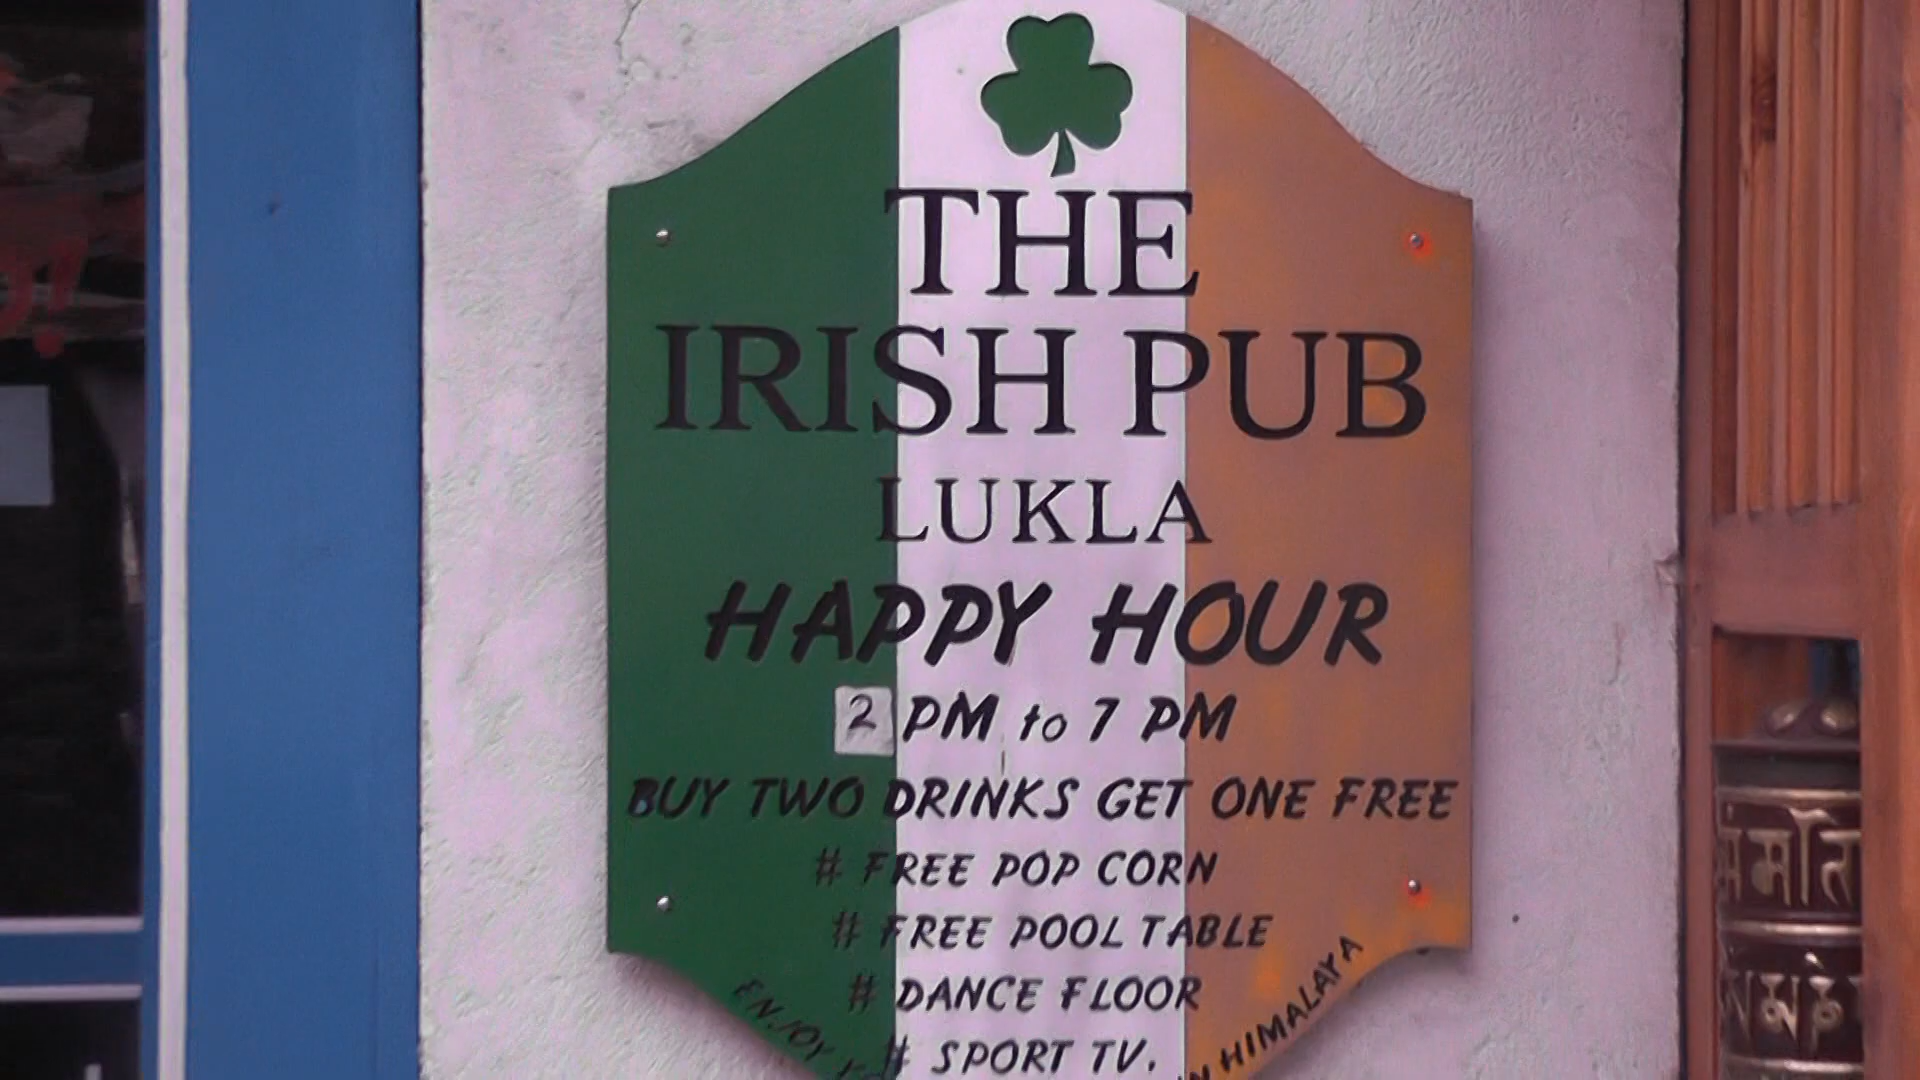 THE
IRISH PUB
LUKLA
HAPPY HOUR
2 PM to 7 PM
BUY TWO DRINKS GET ONE FREE
# FREE POP CORN
# FREE POOL TABLE
# DANCE FLOOR
# SPORT TV.
ENJOY
HIMALAYA